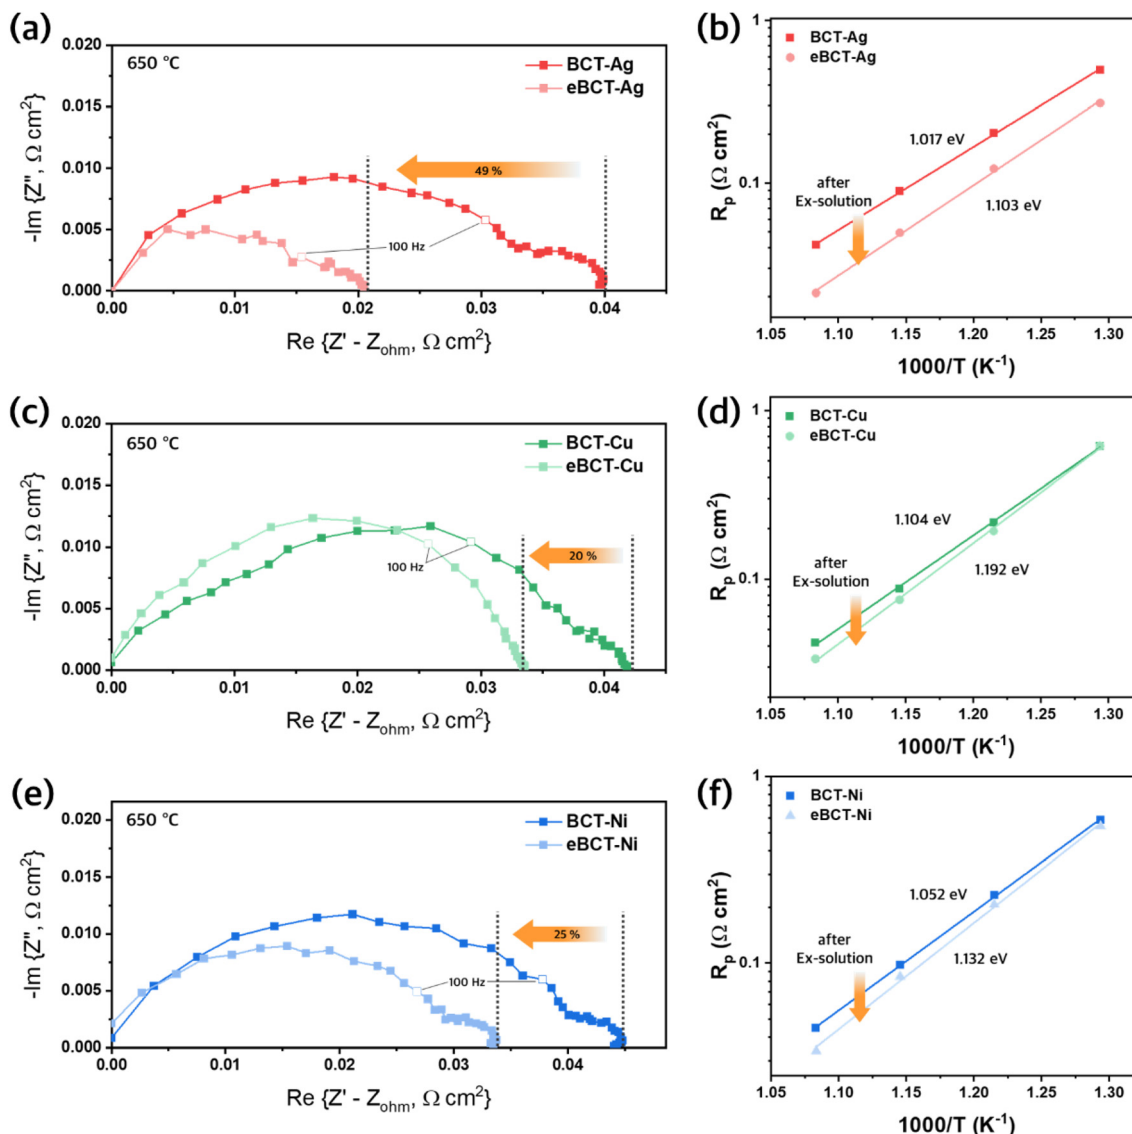 (a)
650 °C
BCT-Ag
eBCT-Ag
49 %
100 Hz
0.020
0.015
0.010
0.005
0.000
-Im {Z", Ω cm²}
0.00 0.01 0.02 0.03 0.04
Re {Z' - Zohm, Ω cm²}
(b)
BCT-Ag
eBCT-Ag
1.017 eV
after
Ex-solution
1.103 eV
1
0.1
Rp (Ω cm²)
1.05 1.10 1.15 1.20 1.25 1.30
1000/T (K⁻¹)
(c)
650 °C
BCT-Cu
eBCT-Cu
20 %
100 Hz
0.020
0.015
0.010
0.005
0.000
-Im {Z", Ω cm²}
0.00 0.01 0.02 0.03 0.04
Re {Z' - Zohm, Ω cm²}
(d)
BCT-Cu
eBCT-Cu
1.104 eV
after
Ex-solution
1.192 eV
1
0.1
Rp (Ω cm²)
1.05 1.10 1.15 1.20 1.25 1.30
1000/T (K⁻¹)
(e)
650 °C
BCT-Ni
eBCT-Ni
25 %
100 Hz
0.020
0.015
0.010
0.005
0.000
-Im {Z", Ω cm²}
0.00 0.01 0.02 0.03 0.04
Re {Z' - Zohm, Ω cm²}
(f)
BCT-Ni
eBCT-Ni
1.052 eV
after
Ex-solution
1.132 eV
1
0.1
Rp (Ω cm²)
1.05 1.10 1.15 1.20 1.25 1.30
1000/T (K⁻¹)